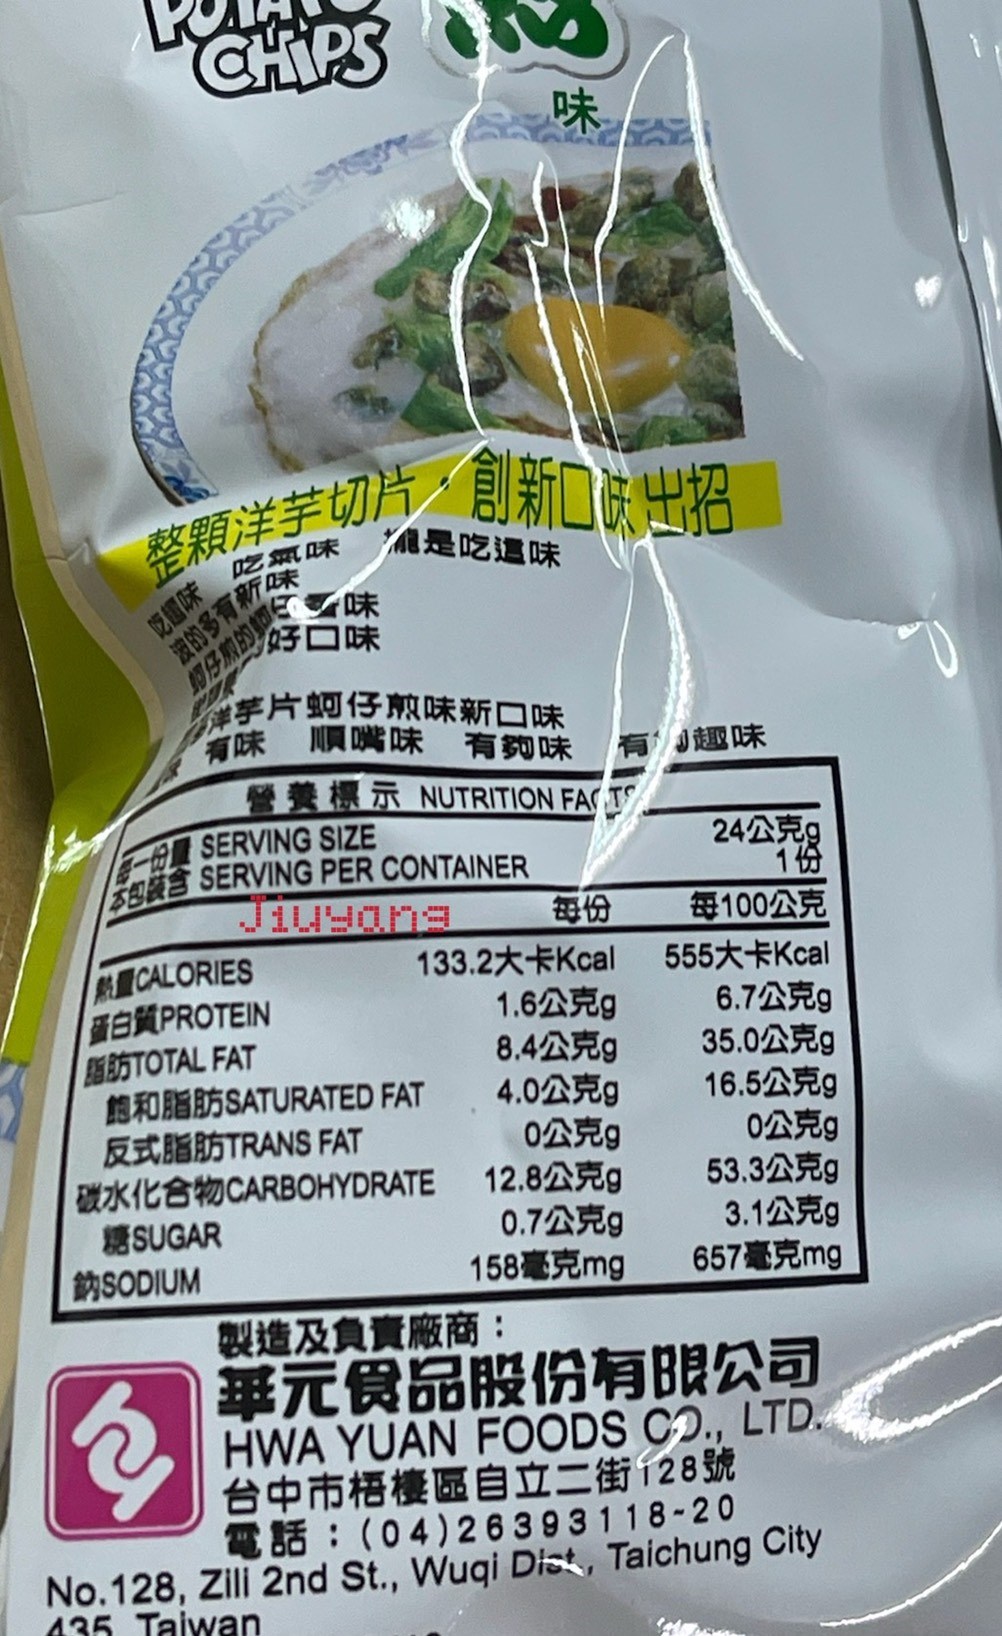 POTATO
CHIPS
味
整顆洋芋切片・創新口味出招
吃氣味 攏是吃這味
吃嚐味
的多有新味
蚵仔煎的 香味
好口味
洋芋片蚵仔煎味新口味
有味 順嘴味 有夠味 有夠趣味
營養標示 NUTRITION FACTS
每一份量 SERVING SIZE 24公克g
本包裝含 SERVING PER CONTAINER 1份
Jiuyang 每份 每100公克
熱量CALORIES 133.2大卡Kcal 555大卡Kcal
蛋白質PROTEIN 1.6公克g 6.7公克g
脂肪TOTAL FAT 8.4公克g 35.0公克g
飽和脂肪SATURATED FAT 4.0公克g 16.5公克g
反式脂肪TRANS FAT 0公克g 0公克g
碳水化合物CARBOHYDRATE 12.8公克g 53.3公克g
糖SUGAR 0.7公克g 3.1公克g
鈉SODIUM 158毫克mg 657毫克mg
製造及負責廠商：
華元食品股份有限公司
HWA YUAN FOODS CO., LTD.
台中市梧棲區自立二街128號
電話：(04)26393118~20
No.128, Zili 2nd St., Wuqi Dist., Taichung City
435, Taiwan